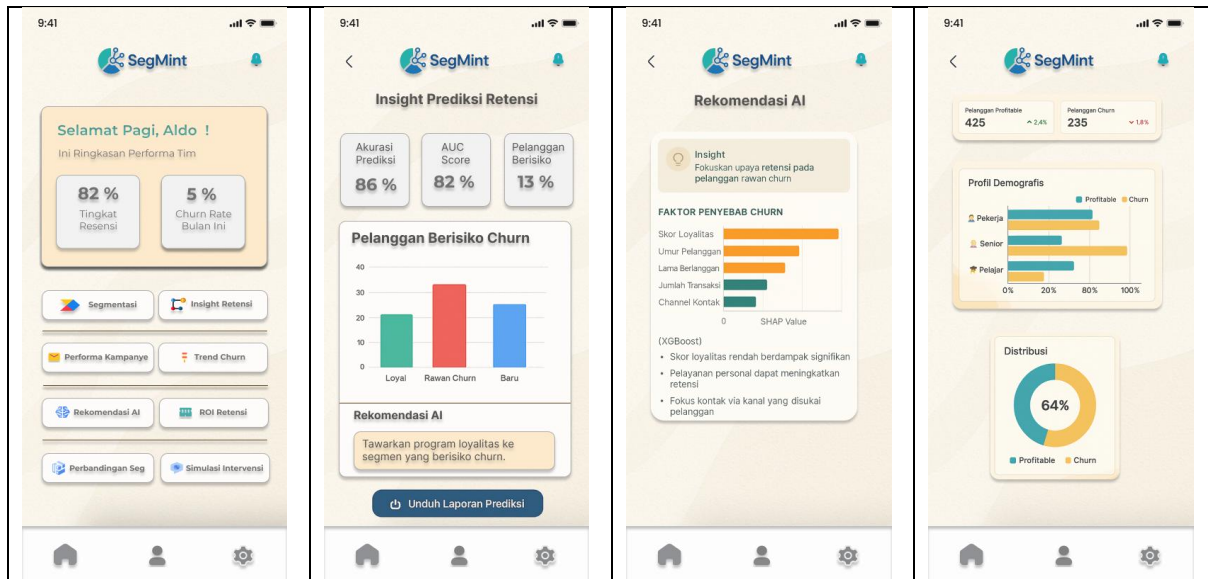 9:41
SegMint
Selamat Pagi, Aldo !
Ini Ringkasan Performa Tim
82 %
Tingkat
Resensi
5 %
Churn Rate
Bulan Ini
Segmentasi
Insight Retensi
Performa Kampanye
Trend Churn
Rekomendasi AI
ROI Retensi
Perbandingan Seg
Simulasi Intervensi
9:41
SegMint
Insight Prediksi Retensi
Akurasi
Prediksi
86 %
AUC
Score
82 %
Pelanggan
Berisiko
13 %
Pelanggan Berisiko Churn
40
30
20
10
0
Loyal
Rawan Churn
Baru
Rekomendasi AI
Tawarkan program loyalitas ke
segmen yang berisiko churn.
Unduh Laporan Prediksi
9:41
SegMint
Rekomendasi AI
Insight
Fokuskan upaya retensi pada
pelanggan rawan churn
FAKTOR PENYEBAB CHURN
Skor Loyalitas
Umur Pelanggan
Lama Berlanggan
Jumlah Transaksi
Channel Kontak
0
SHAP Value
(XGBoost)
• Skor loyalitas rendah berdampak signifikan
• Pelayanan personal dapat meningkatkan
retensi
• Fokus kontak via kanal yang disukai
pelanggan
9:41
SegMint
Pelanggan Profitable
425
2,4%
Pelanggan Churn
235
1,8%
Profil Demografis
Profitable
Churn
Pekerja
Senior
Pelajar
0%
20%
80%
100%
Distribusi
64%
Profitable
Churn